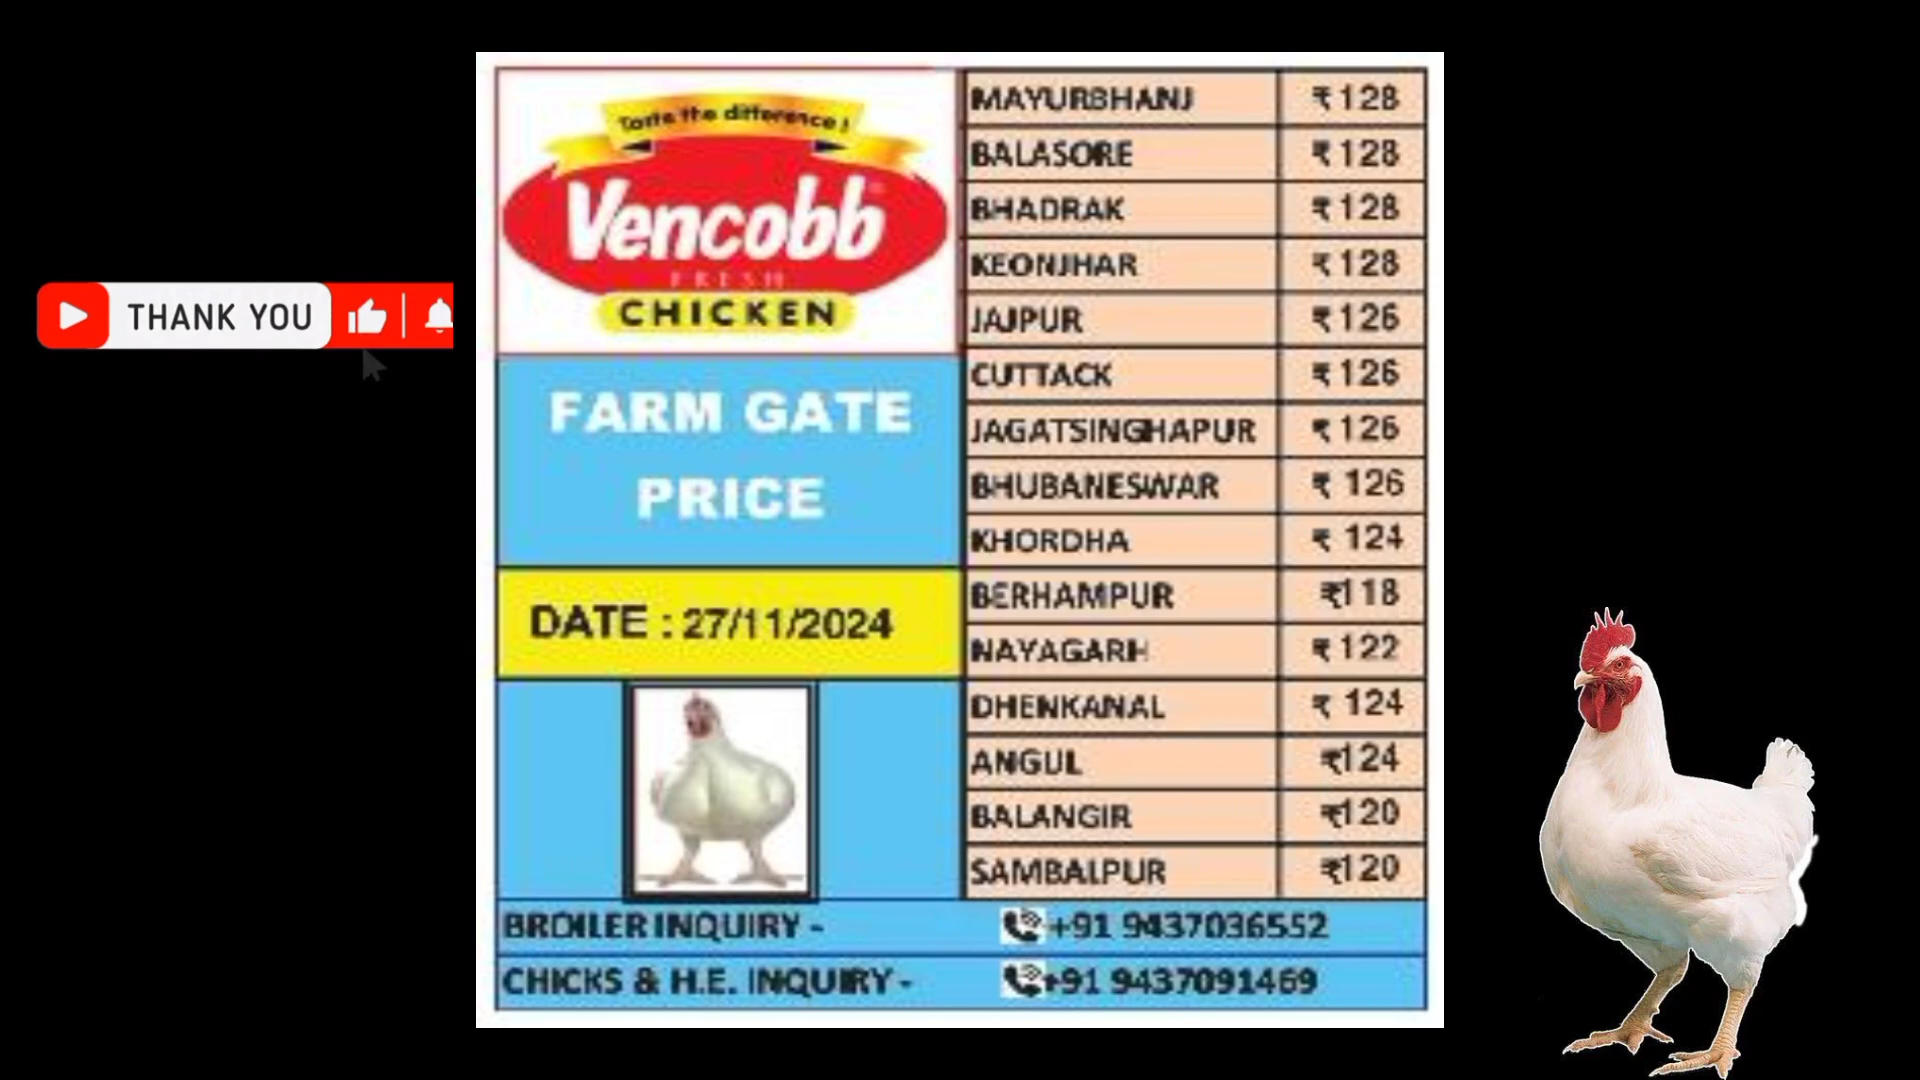 THANK YOU
Taste the difference !
Vencobb
FRESH
CHICKEN
FARM GATE
PRICE
DATE : 27/11/2024
MAYURBHANJ ₹ 128
BALASORE ₹ 128
BHADRAK ₹ 128
KEONJHAR ₹ 128
JAJPUR ₹ 126
CUTTACK ₹ 126
JAGATSINGHAPUR ₹ 126
BHUBANESWAR ₹ 126
KHORDHA ₹ 124
BERHAMPUR ₹118
NAYAGARH ₹ 122
DHENKANAL ₹ 124
ANGUL ₹124
BALANGIR ₹120
SAMBALPUR ₹120
BROILER INQUIRY - +91 9437036552
CHICKS & H.E. INQUIRY - +91 9437091469